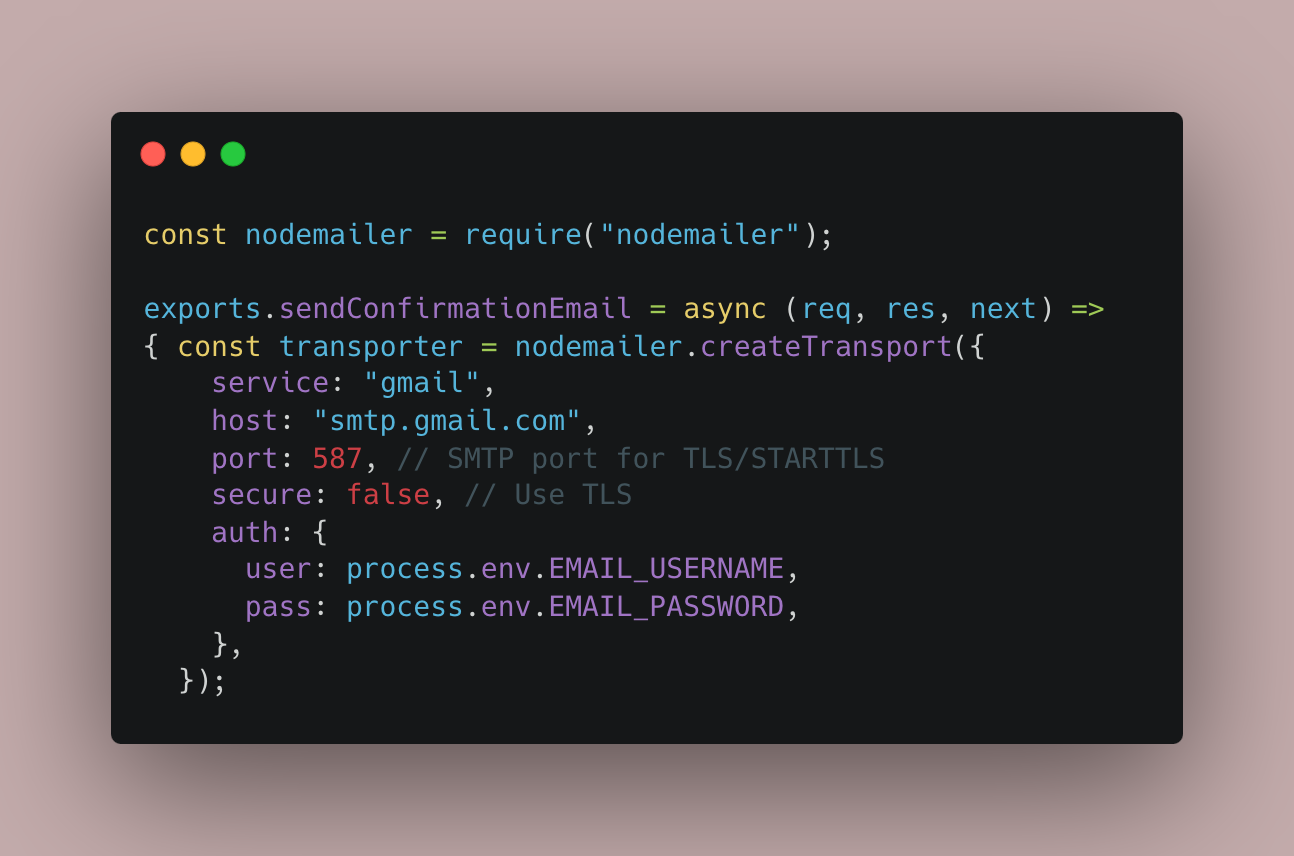 const nodemailer = require("nodemailer");

exports.sendConfirmationEmail = async (req, res, next) =>
{ const transporter = nodemailer.createTransport({
    service: "gmail",
    host: "smtp.gmail.com",
    port: 587, // SMTP port for TLS/STARTTLS
    secure: false, // Use TLS
    auth: {
      user: process.env.EMAIL_USERNAME,
      pass: process.env.EMAIL_PASSWORD,
    },
  });